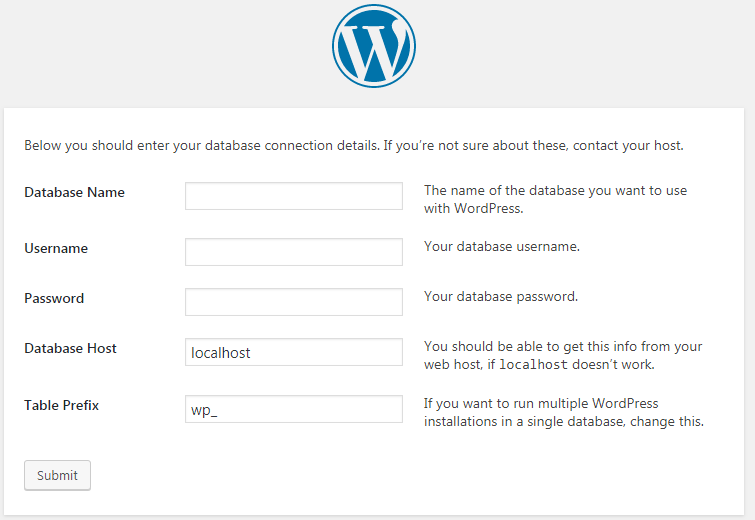 Below you should enter your database connection details. If you're not sure about these, contact your host.
Database Name
The name of the database you want to use
with WordPress.
Username
Your database username.
Password
Your database password.
Database Host
localhost
You should be able to get this info from your
web host, if localhost doesn't work.
Table Prefix
wp_
If you want to run multiple WordPress
installations in a single database, change this.
Submit